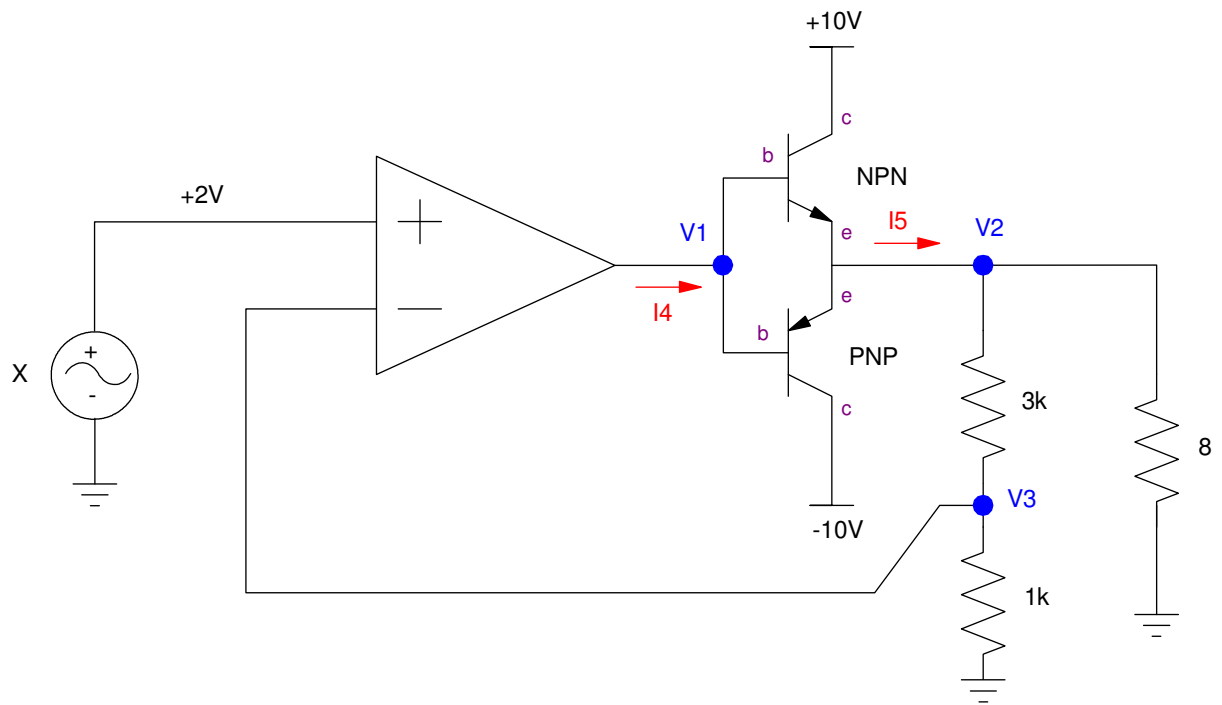 +10V
c
b
NPN
+2V
V1
e
I5
V2
+
-
I4
e
b
PNP
X
+
-
c
3k
8
V3
-10V
1k